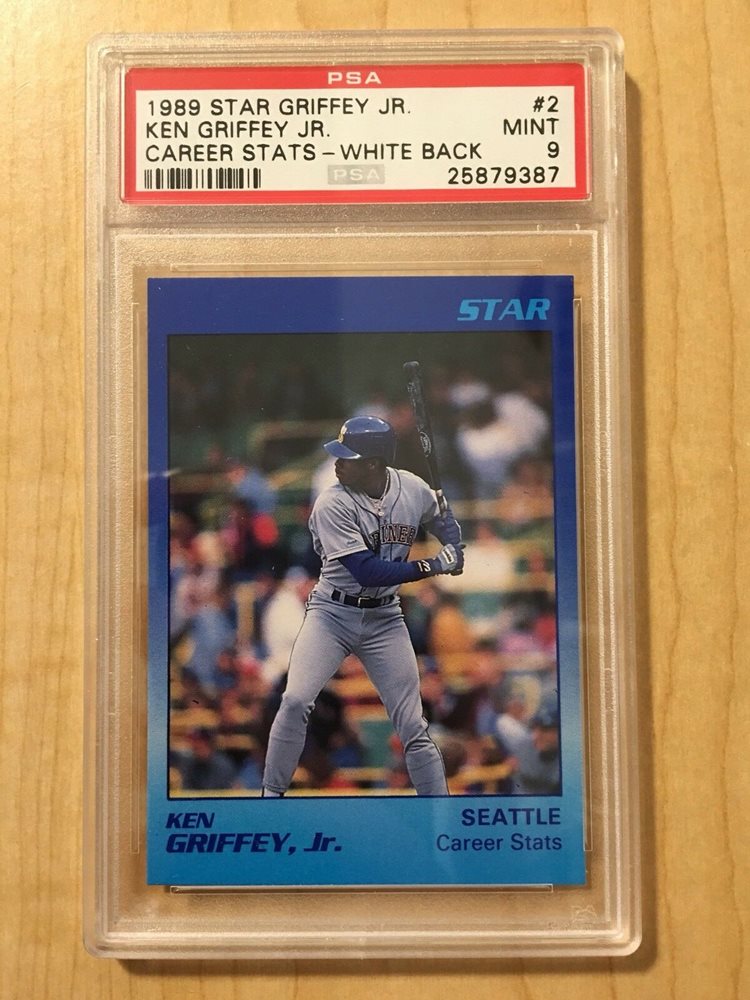 PSA
1989 STAR GRIFFEY JR. #2
KEN GRIFFEY JR. MINT
CAREER STATS - WHITE BACK 9
PSA 25879387
STAR
KEN SEATTLE
GRIFFEY, Jr. Career Stats